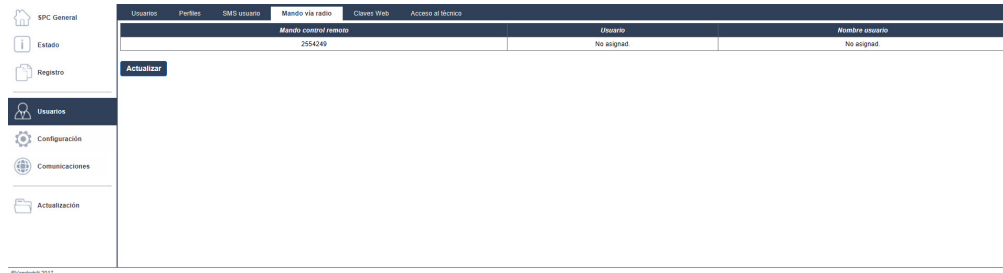 SPC General
Estado
Registro
Usuarios
Configuración
Comunicaciones
Actualización
Usuarios Perfiles SMS usuario Mando vía radio Claves Web Acceso al técnico
Mando control remoto Usuario Nombre usuario
2554249 No asignad. No asignad.
Actualizar